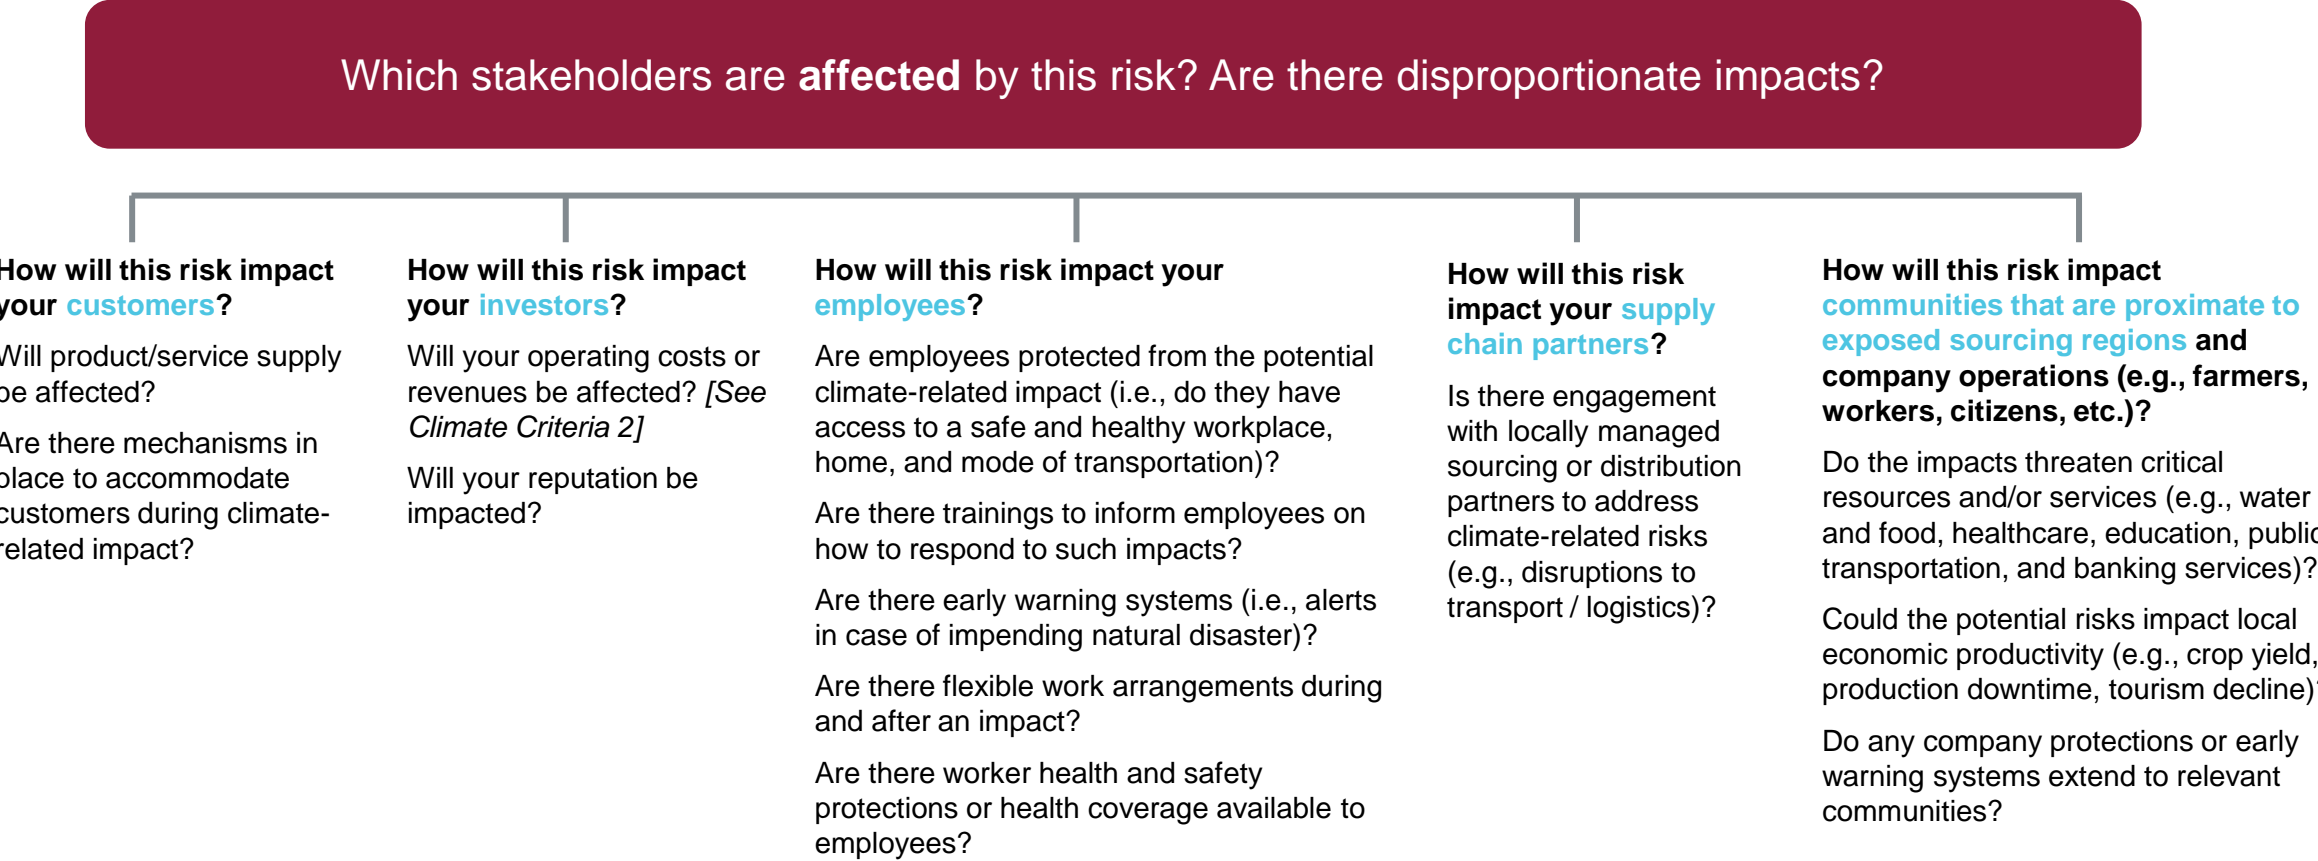 Which stakeholders are affected by this risk? Are there disproportionate impacts?
How will this risk impact
your customers?
Will product/service supply
be affected?
Are there mechanisms in
place to accommodate
customers during climate-
related impact?
How will this risk impact
your investors?
Will your operating costs or
revenues be affected? [See
Climate Criteria 2]
Will your reputation be
impacted?
How will this risk impact your
employees?
Are employees protected from the potential
climate-related impact (i.e., do they have
access to a safe and healthy workplace,
home, and mode of transportation)?
Are there trainings to inform employees on
how to respond to such impacts?
Are there early warning systems (i.e., alerts
in case of impending natural disaster)?
Are there flexible work arrangements during
and after an impact?
Are there worker health and safety
protections or health coverage available to
employees?
How will this risk
impact your supply
chain partners?
Is there engagement
with locally managed
sourcing or distribution
partners to address
climate-related risks
(e.g., disruptions to
transport / logistics)?
How will this risk impact
communities that are proximate to
exposed sourcing regions and
company operations (e.g., farmers,
workers, citizens, etc.)?
Do the impacts threaten critical
resources and/or services (e.g., water
and food, healthcare, education, public
transportation, and banking services)?
Could the potential risks impact local
economic productivity (e.g., crop yield,
production downtime, tourism decline)?
Do any company protections or early
warning systems extend to relevant
communities?